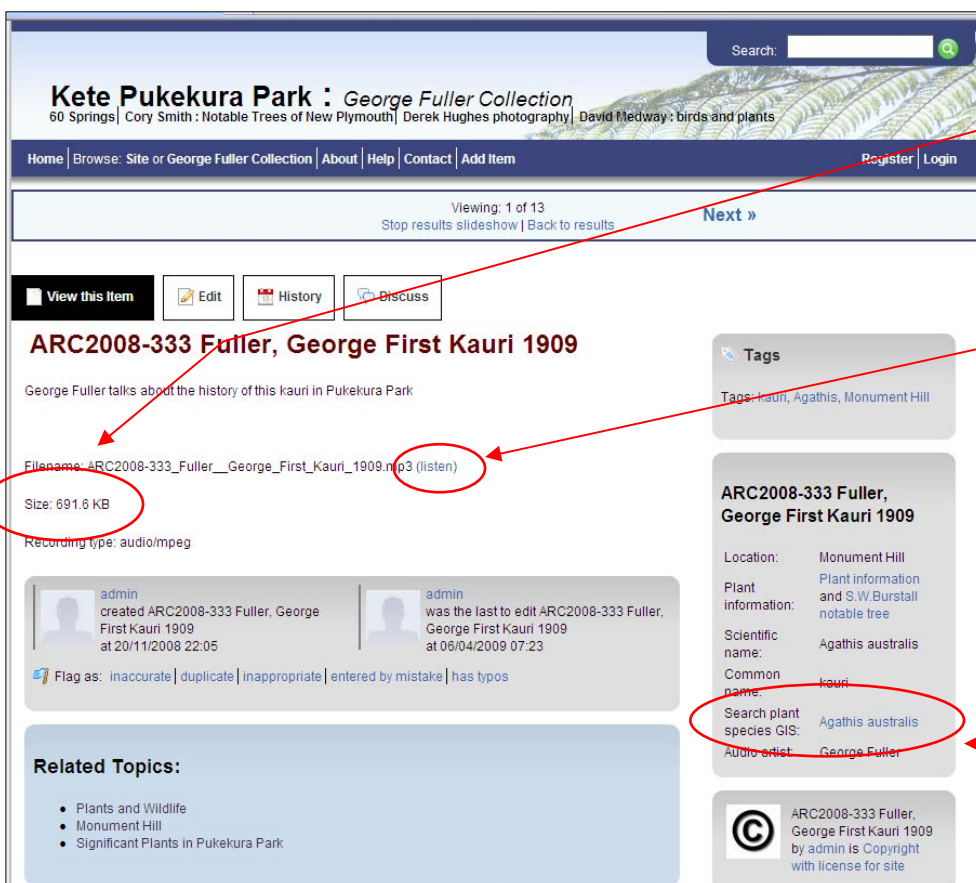 Search:
Kete Pukekura Park : George Fuller Collection
60 Springs| Cory Smith : Notable Trees of New Plymouth| Derek Hughes photography| David Medway : birds and plants
Home | Browse: Site or George Fuller Collection | About | Help | Contact | Add Item
Register | Login
Viewing: 1 of 13
Stop results slideshow | Back to results
Next »
View this Item
Edit
History
Discuss
ARC2008-333 Fuller, George First Kauri 1909
George Fuller talks about the history of this kauri in Pukekura Park
Filename: ARC2008-333_Fuller__George_First_Kauri_1909.mp3 (listen)
Size: 691.6 KB
Recording type: audio/mpeg
admin
created ARC2008-333 Fuller, George
First Kauri 1909
at 20/11/2008 22:05
admin
was the last to edit ARC2008-333 Fuller,
George First Kauri 1909
at 06/04/2009 07:23
Flag as: inaccurate | duplicate | inappropriate | entered by mistake | has typos
Related Topics:
• Plants and Wildlife
• Monument Hill
• Significant Plants in Pukekura Park
Tags
Tags: kauri, Agathis, Monument Hill
ARC2008-333 Fuller,
George First Kauri 1909
Location: Monument Hill
Plant information: Plant information
and S.W.Burstall
notable tree
Scientific name: Agathis australis
Common name: kauri
Search plant species GIS: Agathis australis
Audio artist: George Fuller
©
ARC2008-333 Fuller,
George First Kauri 1909
by admin is Copyright
with license for site